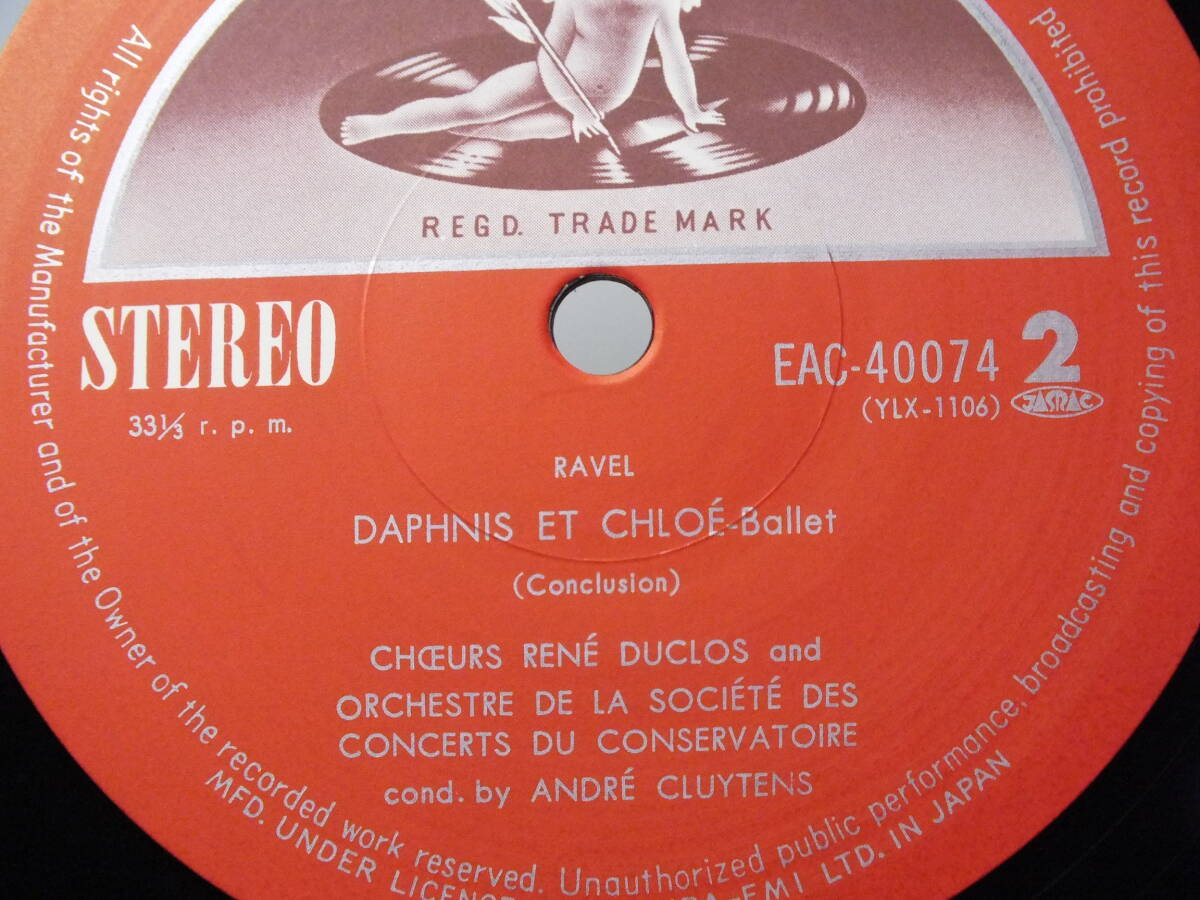 REGD. TRADE MARK
STEREO
33⅓ r. p. m.
EAC-40074 2
(YLX-1106) JASRAC
RAVEL
DAPHNIS ET CHLOÉ-Ballet
(Conclusion)
CHŒURS RENÉ DUCLOS and
ORCHESTRE DE LA SOCIÉTÉ DES
CONCERTS DU CONSERVATOIRE
cond. by ANDRÉ CLUYTENS
All rights of the Manufacturer and of the Owner of the recorded work reserved. Unauthorized public performance, broadcasting and copying of this record prohibited
MFD. UNDER LICENSE EMI LTD. IN JAPAN